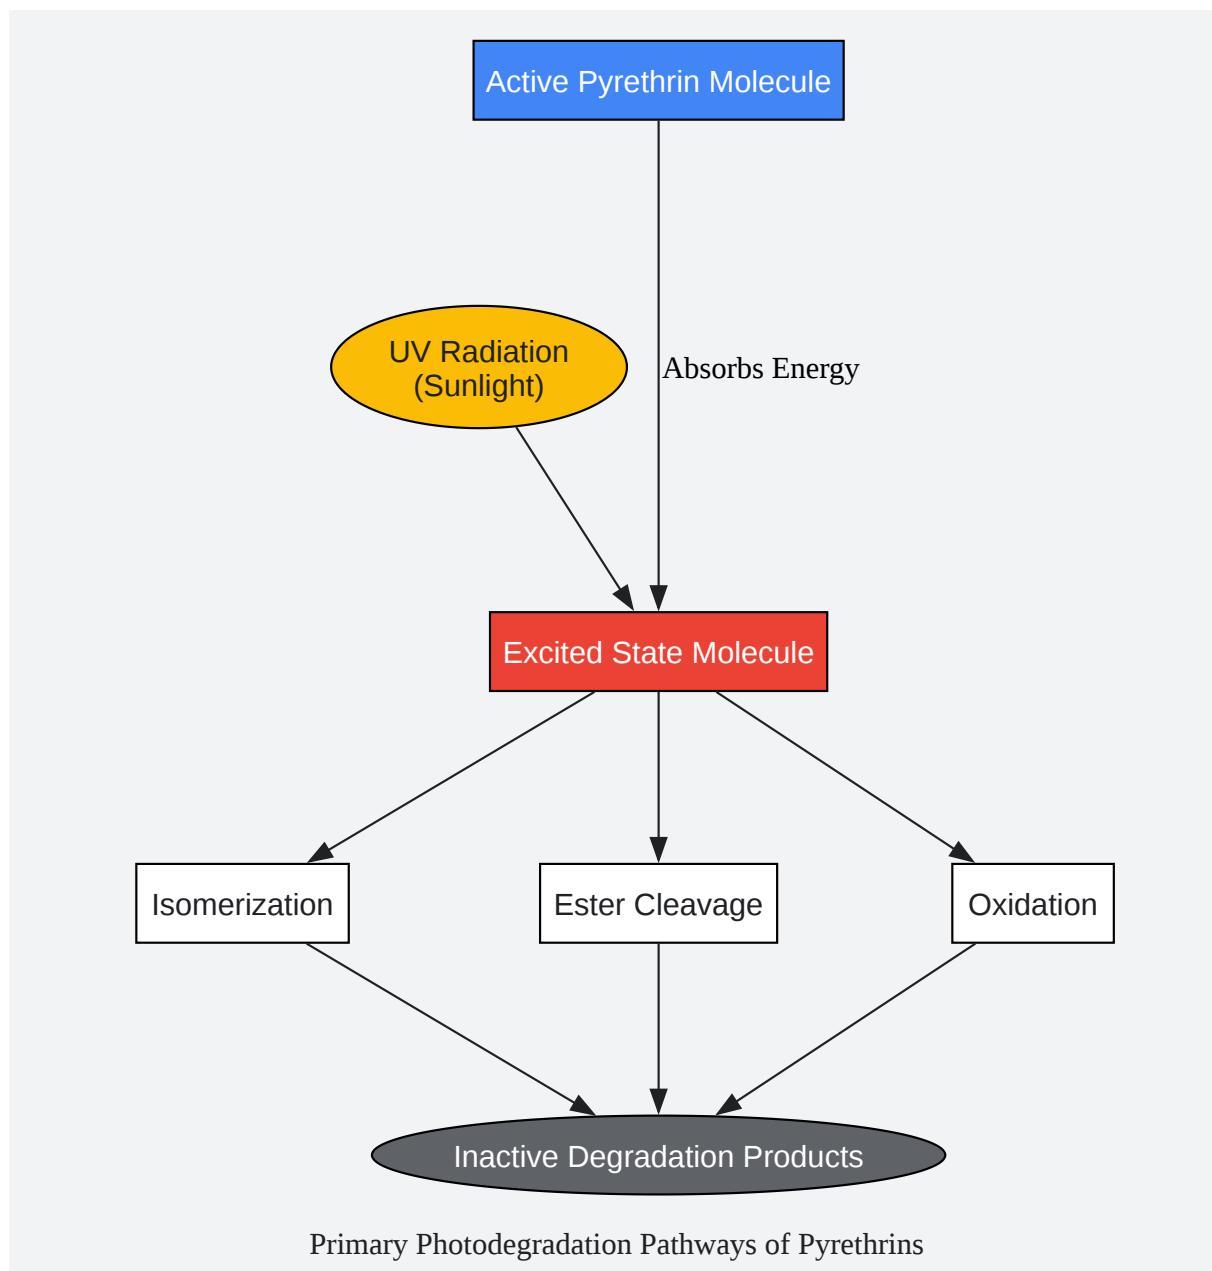 Active Pyrethrin Molecule
UV Radiation
(Sunlight)
Absorbs Energy
Excited State Molecule
Isomerization
Ester Cleavage
Oxidation
Inactive Degradation Products
Primary Photodegradation Pathways of Pyrethrins